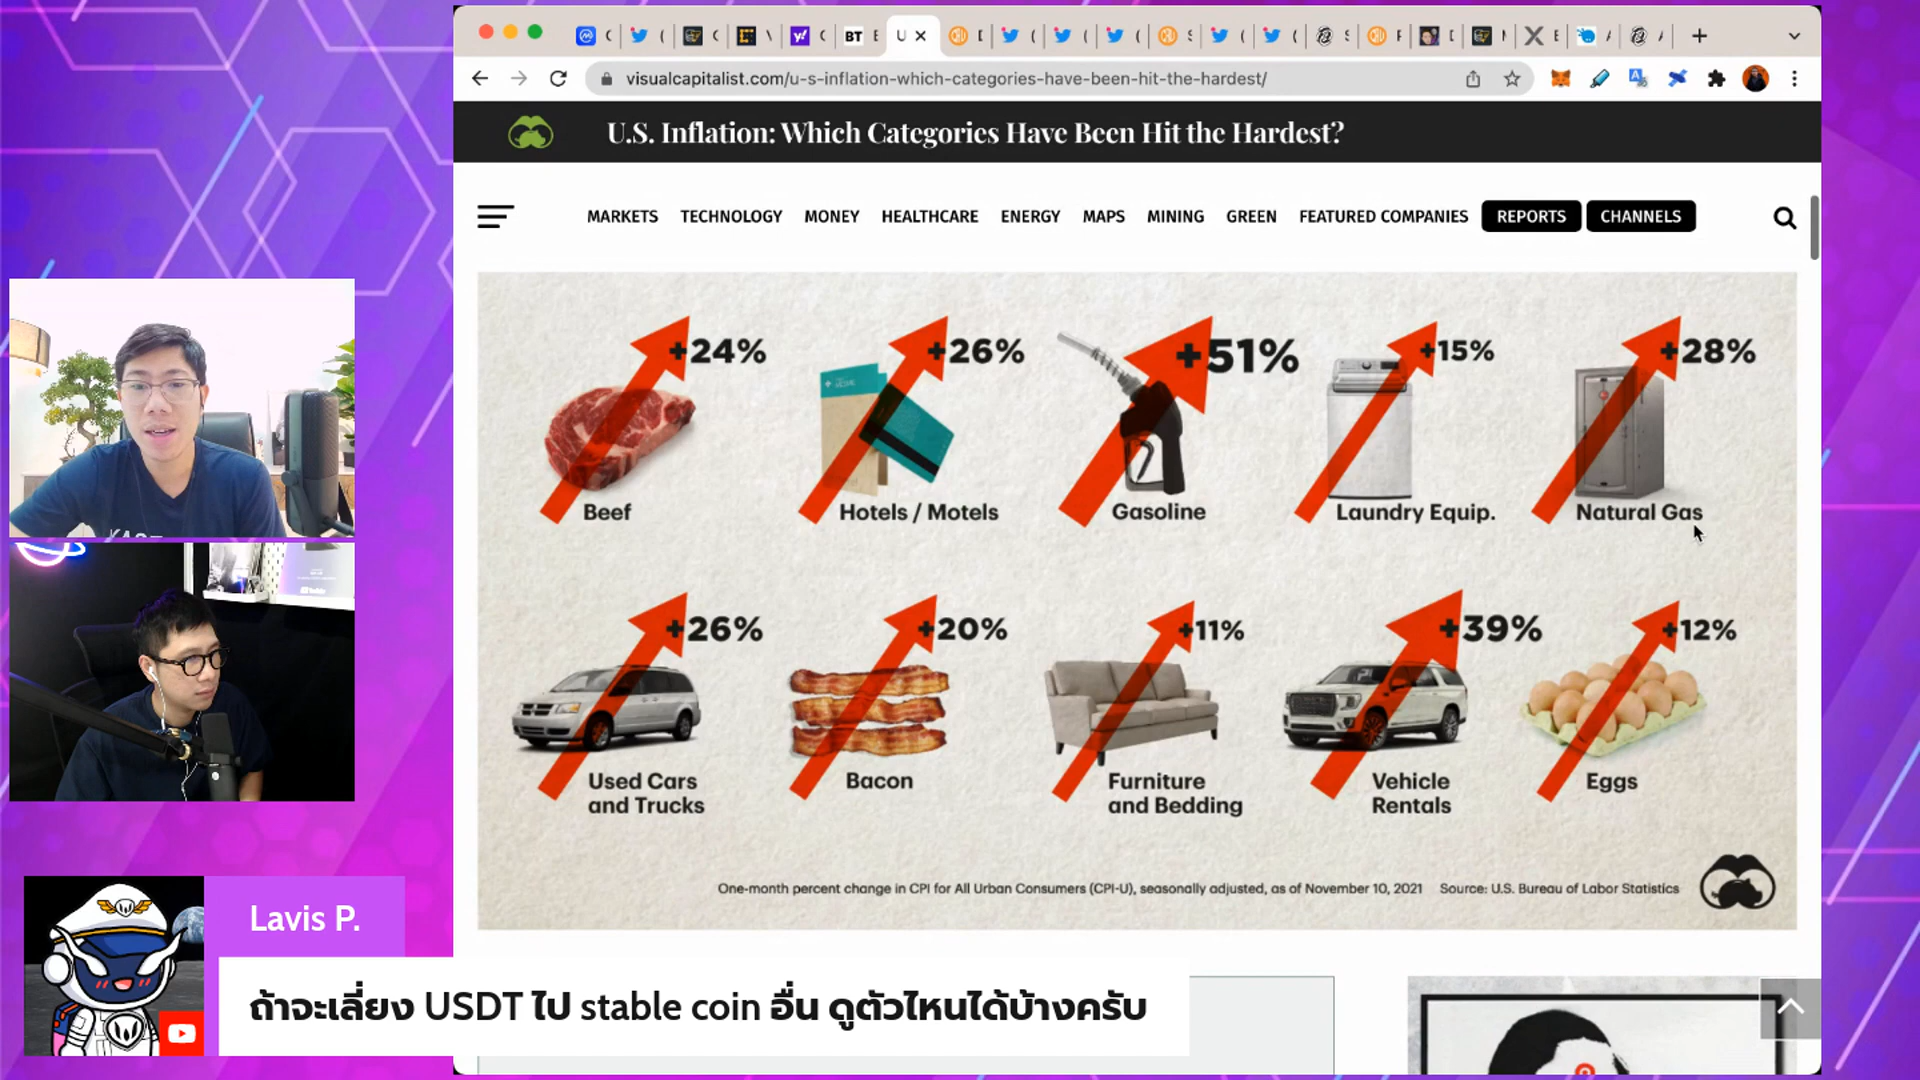 BT
U
visualcapitalist.com/u-s-inflation-which-categories-have-been-hit-the-hardest/
U.S. Inflation: Which Categories Have Been Hit the Hardest?
MARKETS TECHNOLOGY MONEY HEALTHCARE ENERGY MAPS MINING GREEN FEATURED COMPANIES REPORTS CHANNELS
+24% +26% +51% +15% +28%
Beef Hotels / Motels Gasoline Laundry Equip. Natural Gas
+26% +20% +11% +39% +12%
Used Cars and Trucks Bacon Furniture and Bedding Vehicle Rentals Eggs
One-month percent change in CPI for All Urban Consumers (CPI-U), seasonally adjusted, as of November 10, 2021 Source: U.S. Bureau of Labor Statistics
Lavis P.
ถ้าจะเลี่ยง USDT ไป stable coin อื่น ดูตัวไหนได้บ้างครับ